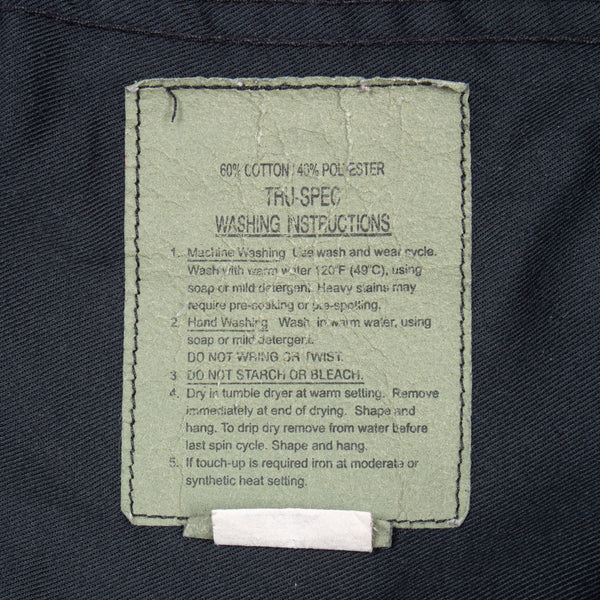 60% COTTON / 40% POLYESTER
TRU-SPEC
WASHING INSTRUCTIONS
1. Machine Washing Use wash and wear cycle.
Wash with warm water 120°F (49°C), using
soap or mild detergent. Heavy stains may
require pre-soaking or pre-spotting.
2. Hand Washing Wash in warm water, using
soap or mild detergent.
DO NOT WRING OR TWIST.
3 DO NOT STARCH OR BLEACH.
4. Dry in tumble dryer at warm setting. Remove
immediately at end of drying. Shape and
hang. To drip dry remove from water before
last spin cycle. Shape and hang.
5. If touch-up is required iron at moderate or
synthetic heat setting.